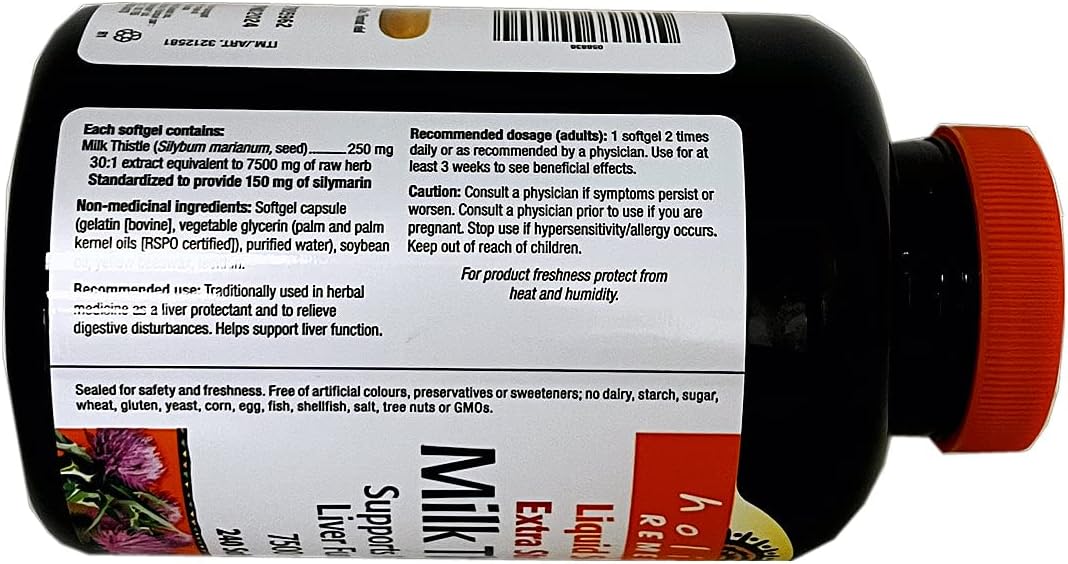 Each softgel contains:
Milk Thistle (Silybum marianum, seed)......... 250 mg
30:1 extract equivalent to 7500 mg of raw herb
Standardized to provide 150 mg of silymarin
Non-medicinal ingredients: Softgel capsule
(gelatin [bovine], vegetable glycerin (palm and palm
kernel oils [RSPO certified]), purified water), soybean
oil, yellow beeswax, lecithin.
Recommended use: Traditionally used in herbal
medicine as a liver protectant and to relieve
digestive disturbances. Helps support liver function.
Recommended dosage (adults): 1 softgel 2 times
daily or as recommended by a physician. Use for at
least 3 weeks to see beneficial effects.
Caution: Consult a physician if symptoms persist or
worsen. Consult a physician prior to use if you are
pregnant. Stop use if hypersensitivity/allergy occurs.
Keep out of reach of children.
For product freshness protect from
heat and humidity.
Sealed for safety and freshness. Free of artificial colours, preservatives or sweeteners; no dairy, starch, sugar,
wheat, gluten, yeast, corn, egg, fish, shellfish, salt, tree nuts or GMOs.
ITM./ART. 3212581
Liquid
Extra
Milk
Supports
Liver